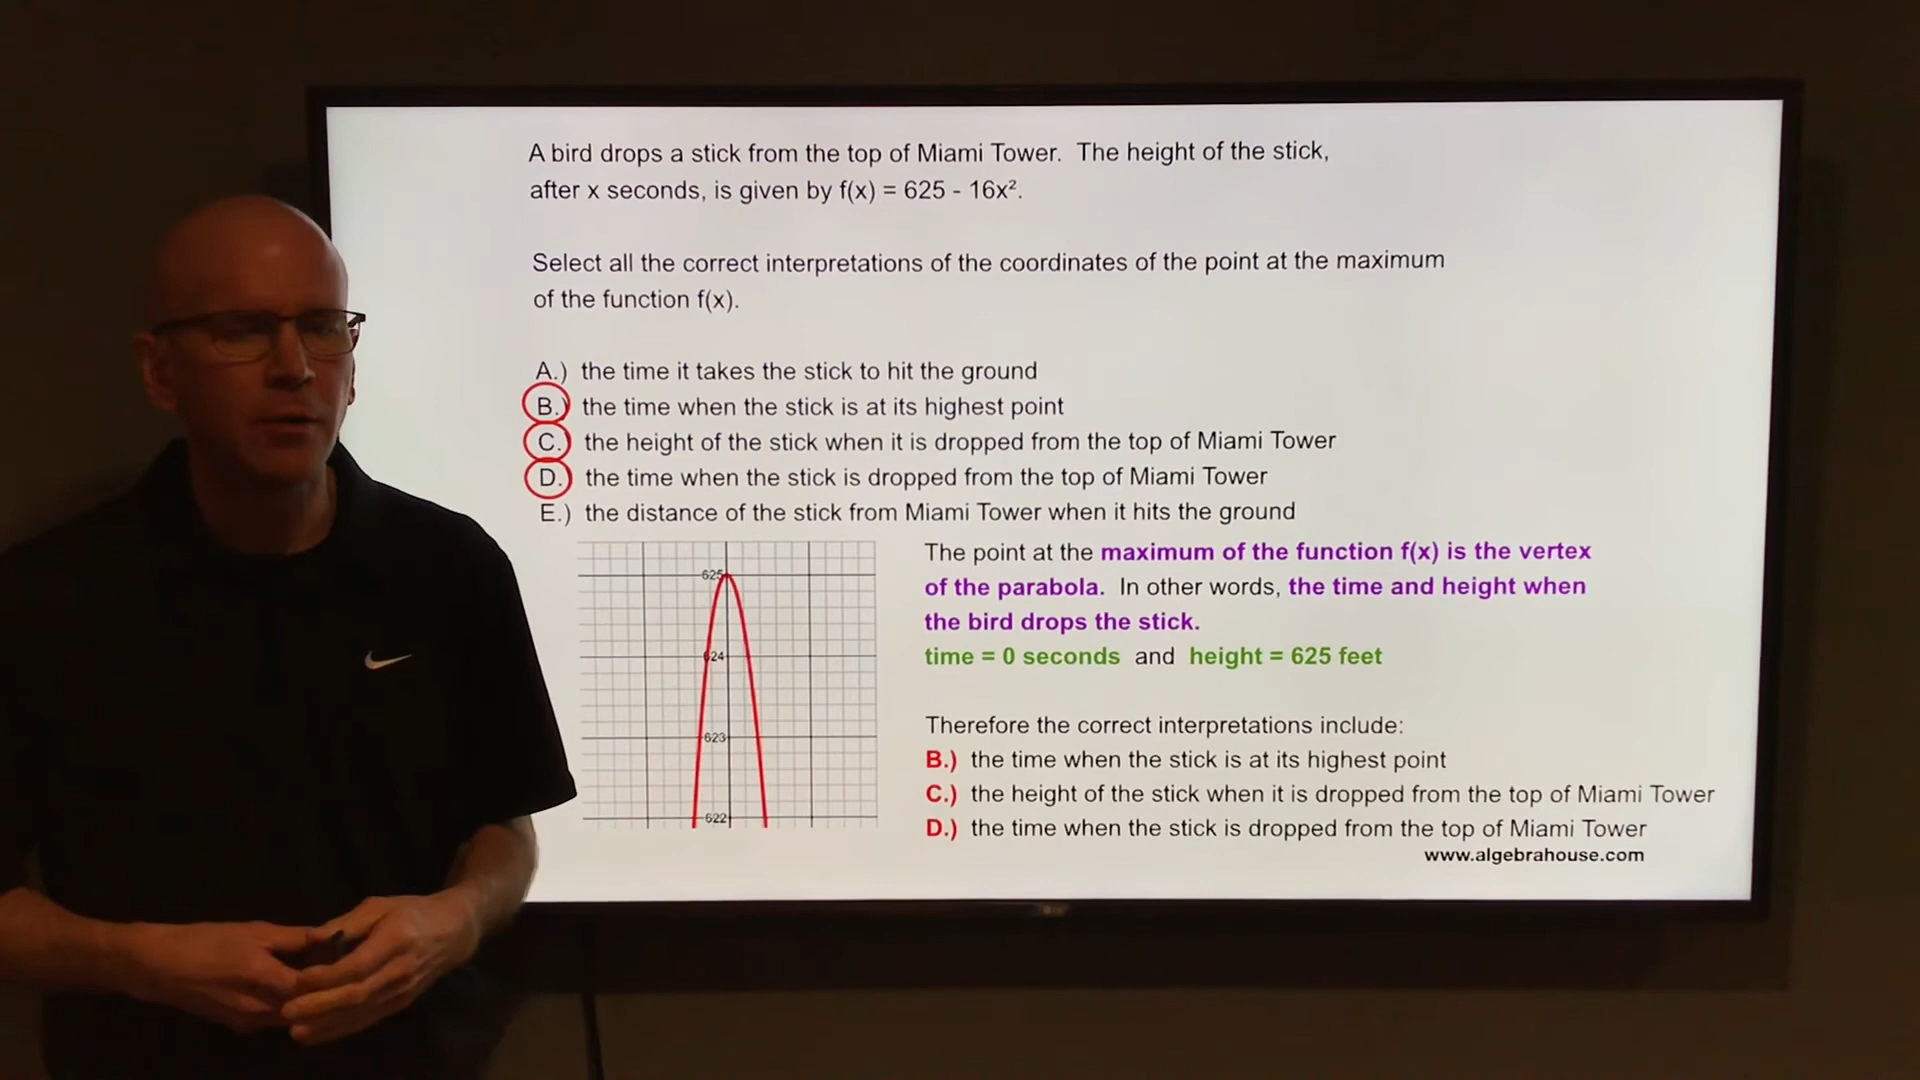 A bird drops a stick from the top of Miami Tower. The height of the stick,
after x seconds, is given by f(x) = 625 - 16x².
Select all the correct interpretations of the coordinates of the point at the maximum
of the function f(x).
A.) the time it takes the stick to hit the ground
B.) the time when the stick is at its highest point
C.) the height of the stick when it is dropped from the top of Miami Tower
D.) the time when the stick is dropped from the top of Miami Tower
E.) the distance of the stick from Miami Tower when it hits the ground
625
624
623
622
The point at the maximum of the function f(x) is the vertex
of the parabola. In other words, the time and height when
the bird drops the stick.
time = 0 seconds and height = 625 feet
Therefore the correct interpretations include:
B.) the time when the stick is at its highest point
C.) the height of the stick when it is dropped from the top of Miami Tower
D.) the time when the stick is dropped from the top of Miami Tower
www.algebrahouse.com